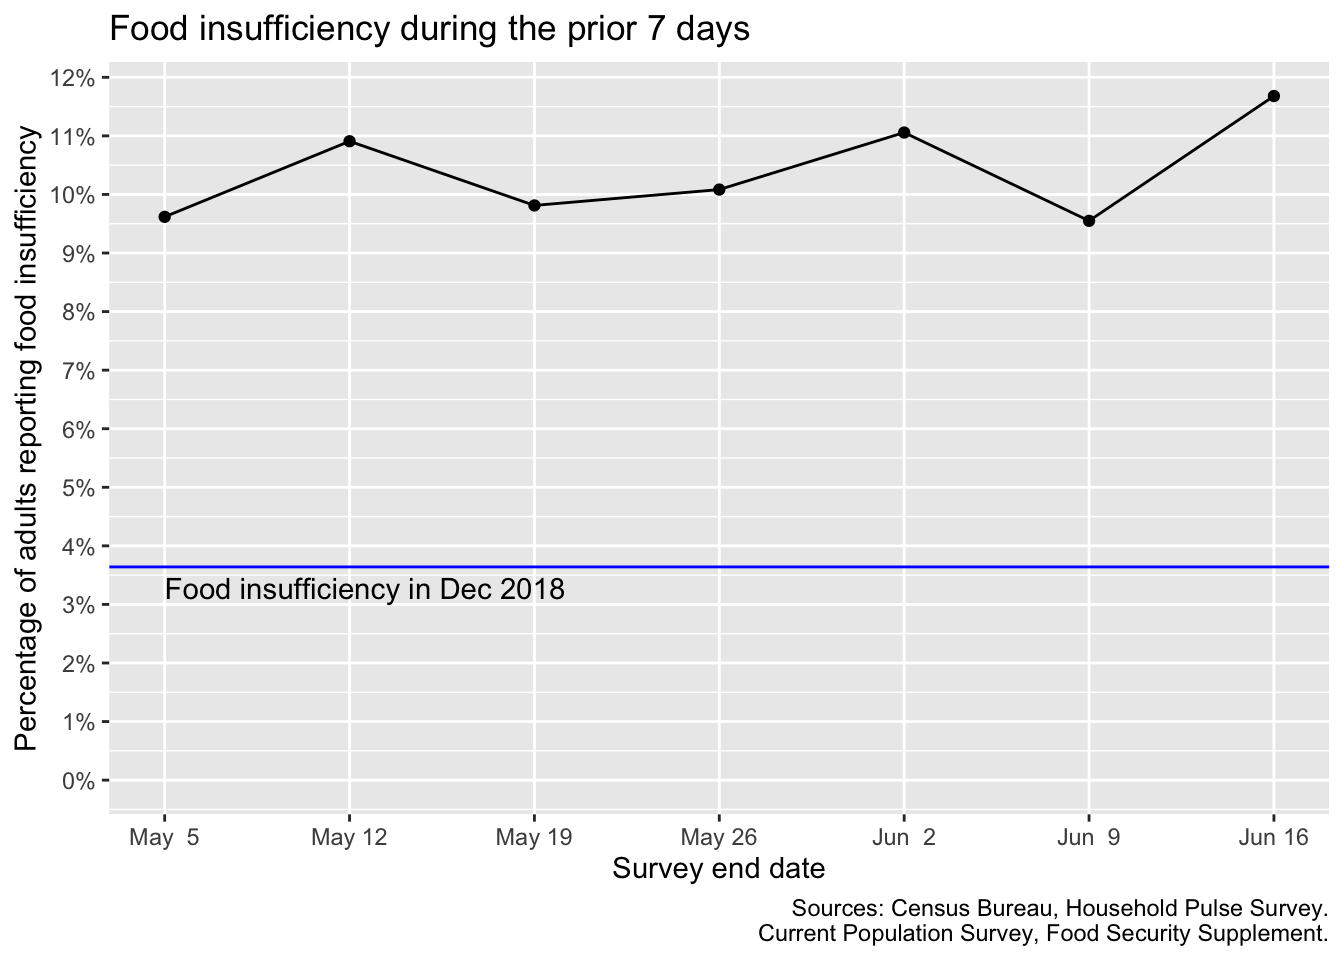 Food insufficiency during the prior 7 days
Percentage of adults reporting food insufficiency
12%
11%
10%
9%
8%
7%
6%
5%
4%
3%
2%
1%
0%
Food insufficiency in Dec 2018
May  5
May 12
May 19
May 26
Jun  2
Jun  9
Jun 16
Survey end date
Sources: Census Bureau, Household Pulse Survey.
Current Population Survey, Food Security Supplement.